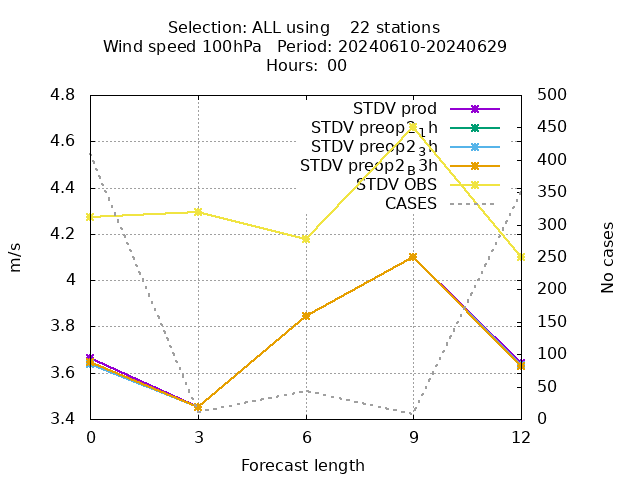 Selection: ALL using    22 stations
Wind speed 100hPa   Period: 20240610-20240629
Hours: 00
STDV prod
STDV preop2_1h
STDV preop2_3h
STDV preop2_B3h
STDV OBS
CASES
4.8
4.6
4.4
4.2
4
3.8
3.6
3.4
m/s
500
450
400
350
300
250
200
150
100
50
0
No cases
0 3 6 9 12
Forecast length